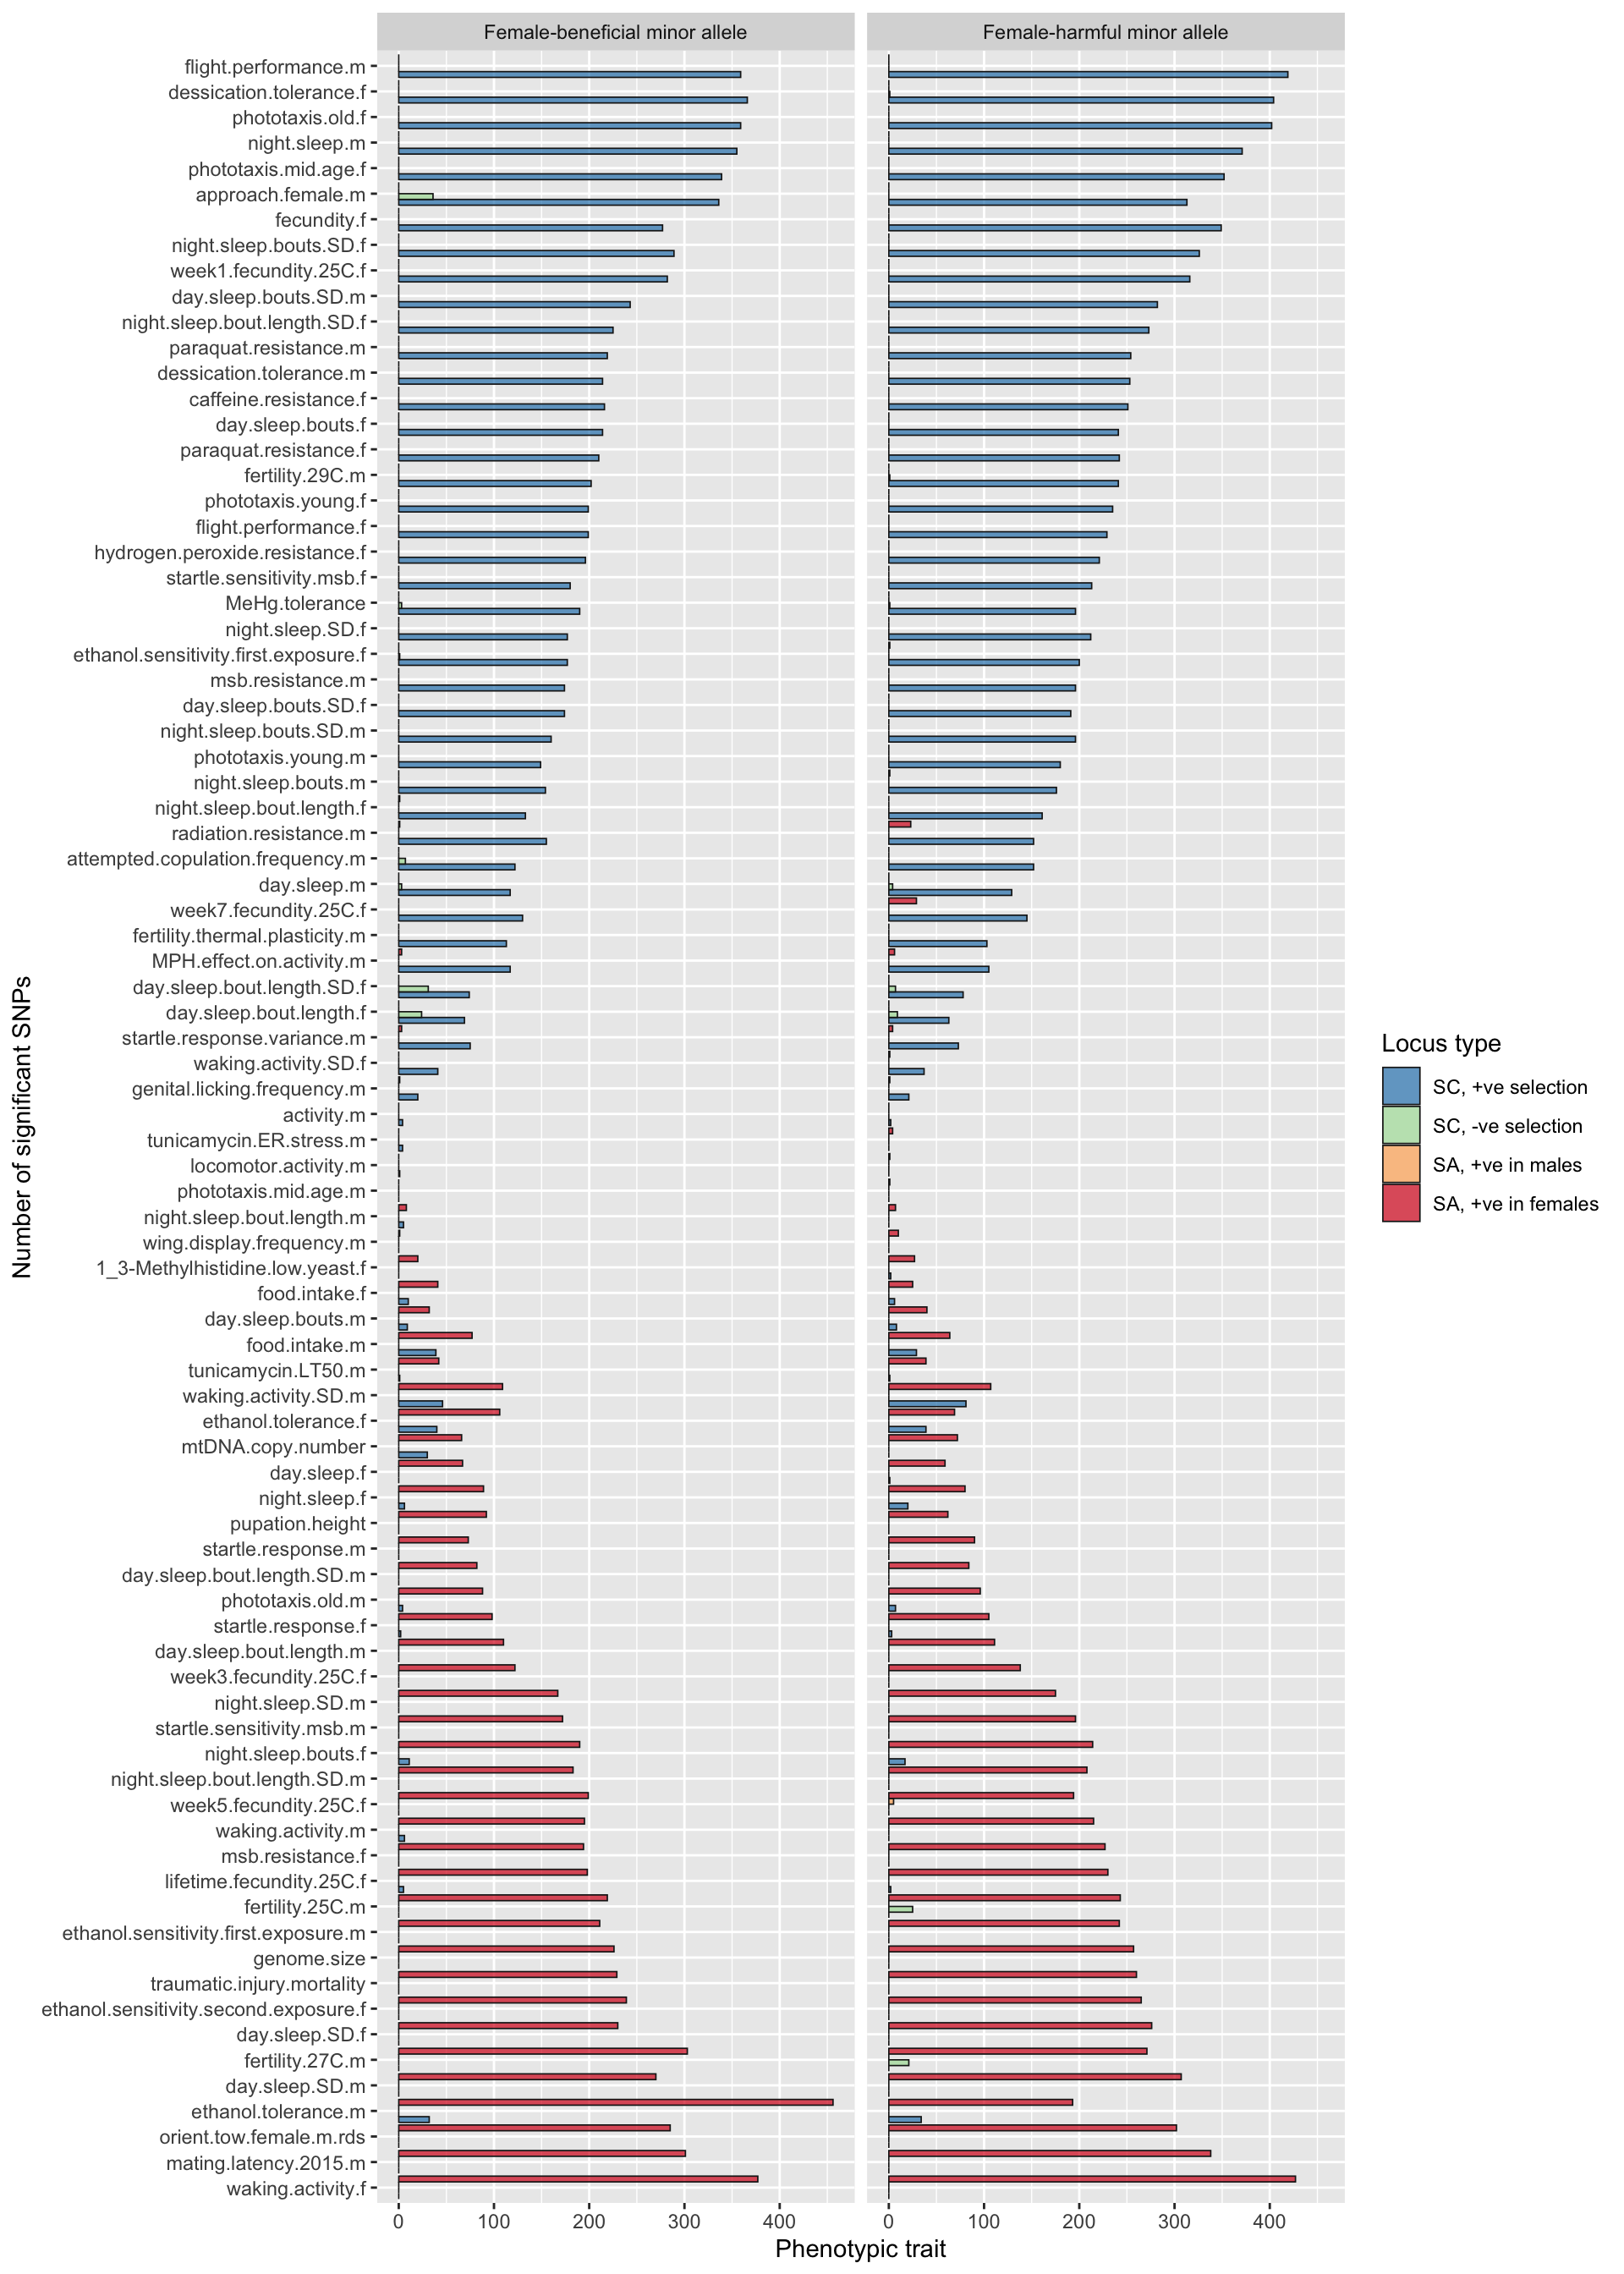 Female-beneficial minor allele
Female-harmful minor allele
flight.performance.m
dessication.tolerance.f
phototaxis.old.f
night.sleep.m
phototaxis.mid.age.f
approach.female.m
fecundity.f
night.sleep.bouts.SD.f
week1.fecundity.25C.f
day.sleep.bouts.SD.m
night.sleep.bout.length.SD.f
paraquat.resistance.m
dessication.tolerance.m
caffeine.resistance.f
day.sleep.bouts.f
paraquat.resistance.f
fertility.29C.m
phototaxis.young.f
flight.performance.f
hydrogen.peroxide.resistance.f
startle.sensitivity.msb.f
MeHg.tolerance
night.sleep.SD.f
ethanol.sensitivity.first.exposure.f
msb.resistance.m
day.sleep.bouts.SD.f
night.sleep.bouts.SD.m
phototaxis.young.m
night.sleep.bouts.m
night.sleep.bout.length.f
radiation.resistance.m
attempted.copulation.frequency.m
day.sleep.m
week7.fecundity.25C.f
fertility.thermal.plasticity.m
MPH.effect.on.activity.m
day.sleep.bout.length.SD.f
day.sleep.bout.length.f
startle.response.variance.m
waking.activity.SD.f
genital.licking.frequency.m
activity.m
tunicamycin.ER.stress.m
locomotor.activity.m
phototaxis.mid.age.m
night.sleep.bout.length.m
wing.display.frequency.m
1_3-Methylhistidine.low.yeast.f
food.intake.f
day.sleep.bouts.m
food.intake.m
tunicamycin.LT50.m
waking.activity.SD.m
ethanol.tolerance.f
mtDNA.copy.number
day.sleep.f
night.sleep.f
pupation.height
startle.response.m
day.sleep.bout.length.SD.m
phototaxis.old.m
startle.response.f
day.sleep.bout.length.m
week3.fecundity.25C.f
night.sleep.SD.m
startle.sensitivity.msb.m
night.sleep.bouts.f
night.sleep.bout.length.SD.m
week5.fecundity.25C.f
waking.activity.m
msb.resistance.f
lifetime.fecundity.25C.f
fertility.25C.m
ethanol.sensitivity.first.exposure.m
genome.size
traumatic.injury.mortality
ethanol.sensitivity.second.exposure.f
day.sleep.SD.f
fertility.27C.m
day.sleep.SD.m
ethanol.tolerance.m
orient.tow.female.m.rds
mating.latency.2015.m
waking.activity.f
0 100 200 300 400
0 100 200 300 400
Phenotypic trait
Number of significant SNPs
Locus type
SC, +ve selection
SC, -ve selection
SA, +ve in males
SA, +ve in females